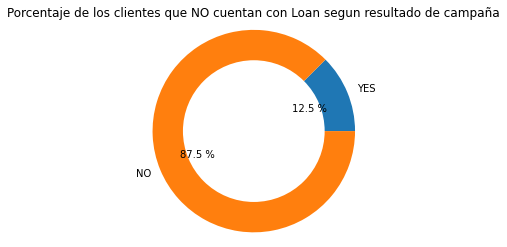 Porcentaje de los clientes que NO cuentan con Loan segun resultado de campaña
YES
12.5 %
87.5 %
NO